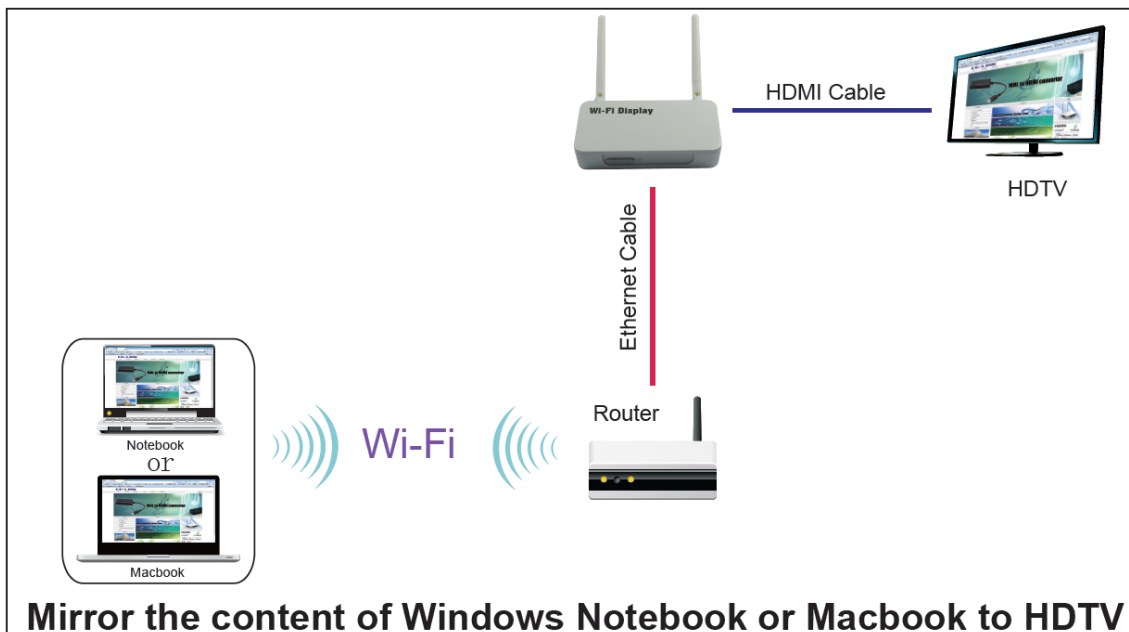 Wi-Fi Display
HDMI Cable
HDTV
Ethernet Cable
Router
Wi-Fi
Notebook
or
Macbook
Mirror the content of Windows Notebook or Macbook to HDTV